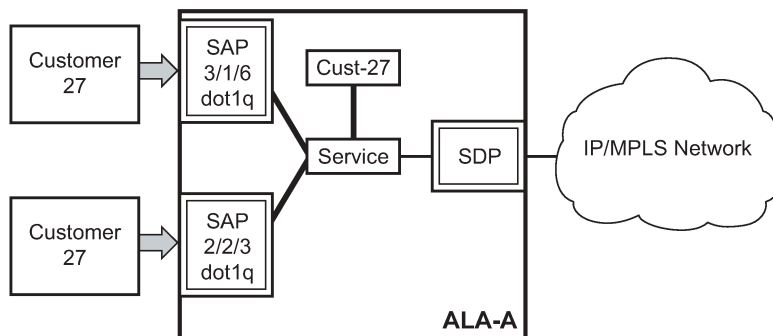 Customer
27
SAP
3/1/6
dot1q
Cust-27
Service
SDP
IP/MPLS Network
Customer
27
SAP
2/2/3
dot1q
ALA-A